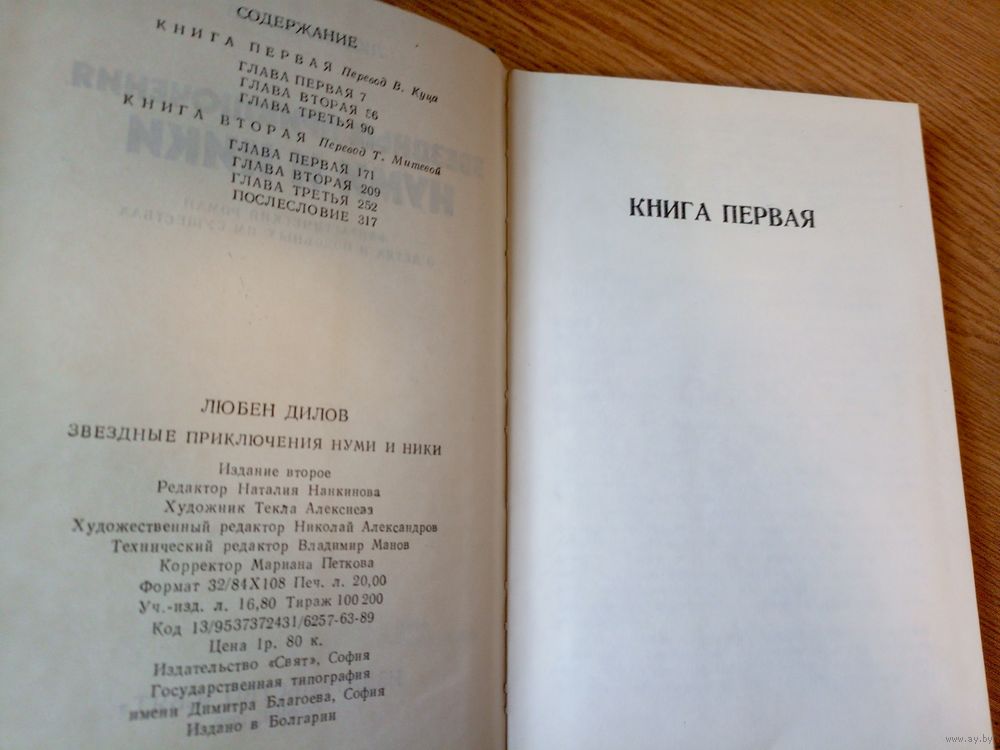 СОДЕРЖАНИЕ
КНИГА ПЕРВАЯ Перевод В. Куца
ГЛАВА ПЕРВАЯ 7
ГЛАВА ВТОРАЯ 56
ГЛАВА ТРЕТЬЯ 90
КНИГА ВТОРАЯ Перевод Т. Митевой
ГЛАВА ПЕРВАЯ 171
ГЛАВА ВТОРАЯ 209
ГЛАВА ТРЕТЬЯ 252
ПОСЛЕСЛОВИЕ 317
ЛЮБЕН ДИЛОВ
ЗВЕЗДНЫЕ ПРИКЛЮЧЕНИЯ НУМИ И НИКИ
Издание второе
Редактор Наталия Нанкинова
Художник Текла Алексиева
Художественный редактор Николай Александров
Технический редактор Владимир Манов
Корректор Мариана Петкова
Формат 32/84X108 Печ. л. 20,00
Уч.-изд. л. 16,80 Тираж 100 200
Код 13/9537372431/6257-63-89
Цена 1р. 80 к.
Издательство «Свят», София
Государственная типография
имени Димитра Благоева, София
Издано в Болгарии
КНИГА ПЕРВАЯ
www.ay.by